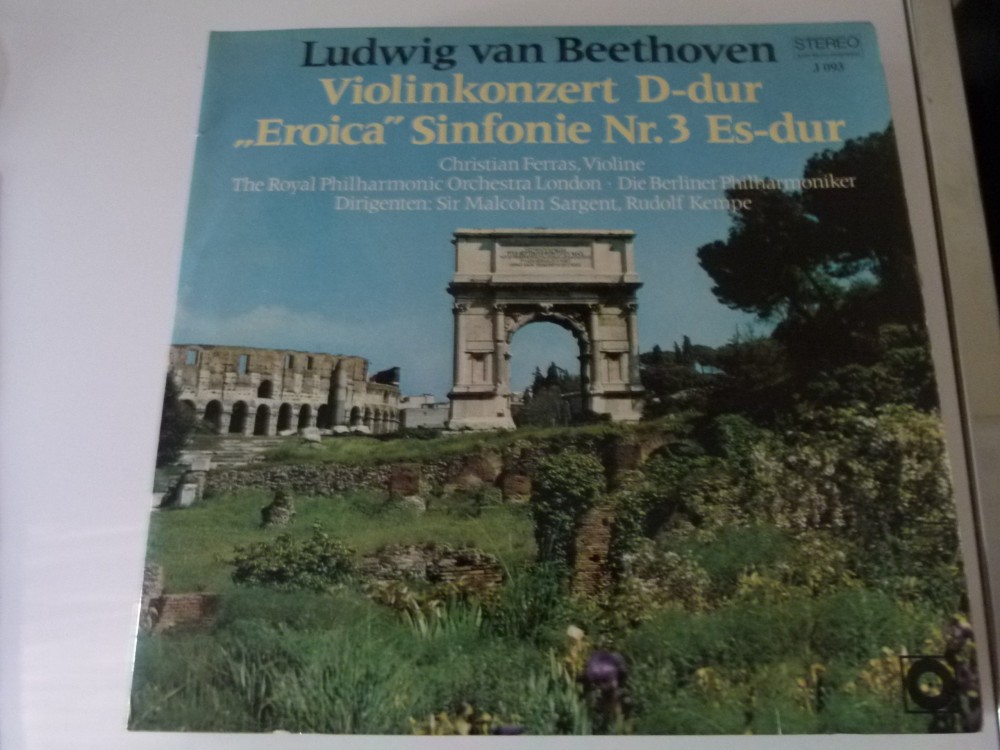 Ludwig van Beethoven
STEREO
J 093
Violinkonzert D-dur
„Eroica” Sinfonie Nr. 3 Es-dur
Christian Ferras, Violine
The Royal Philharmonic Orchestra London · Die Berliner Philharmoniker
Dirigenten: Sir Malcolm Sargent, Rudolf Kempe